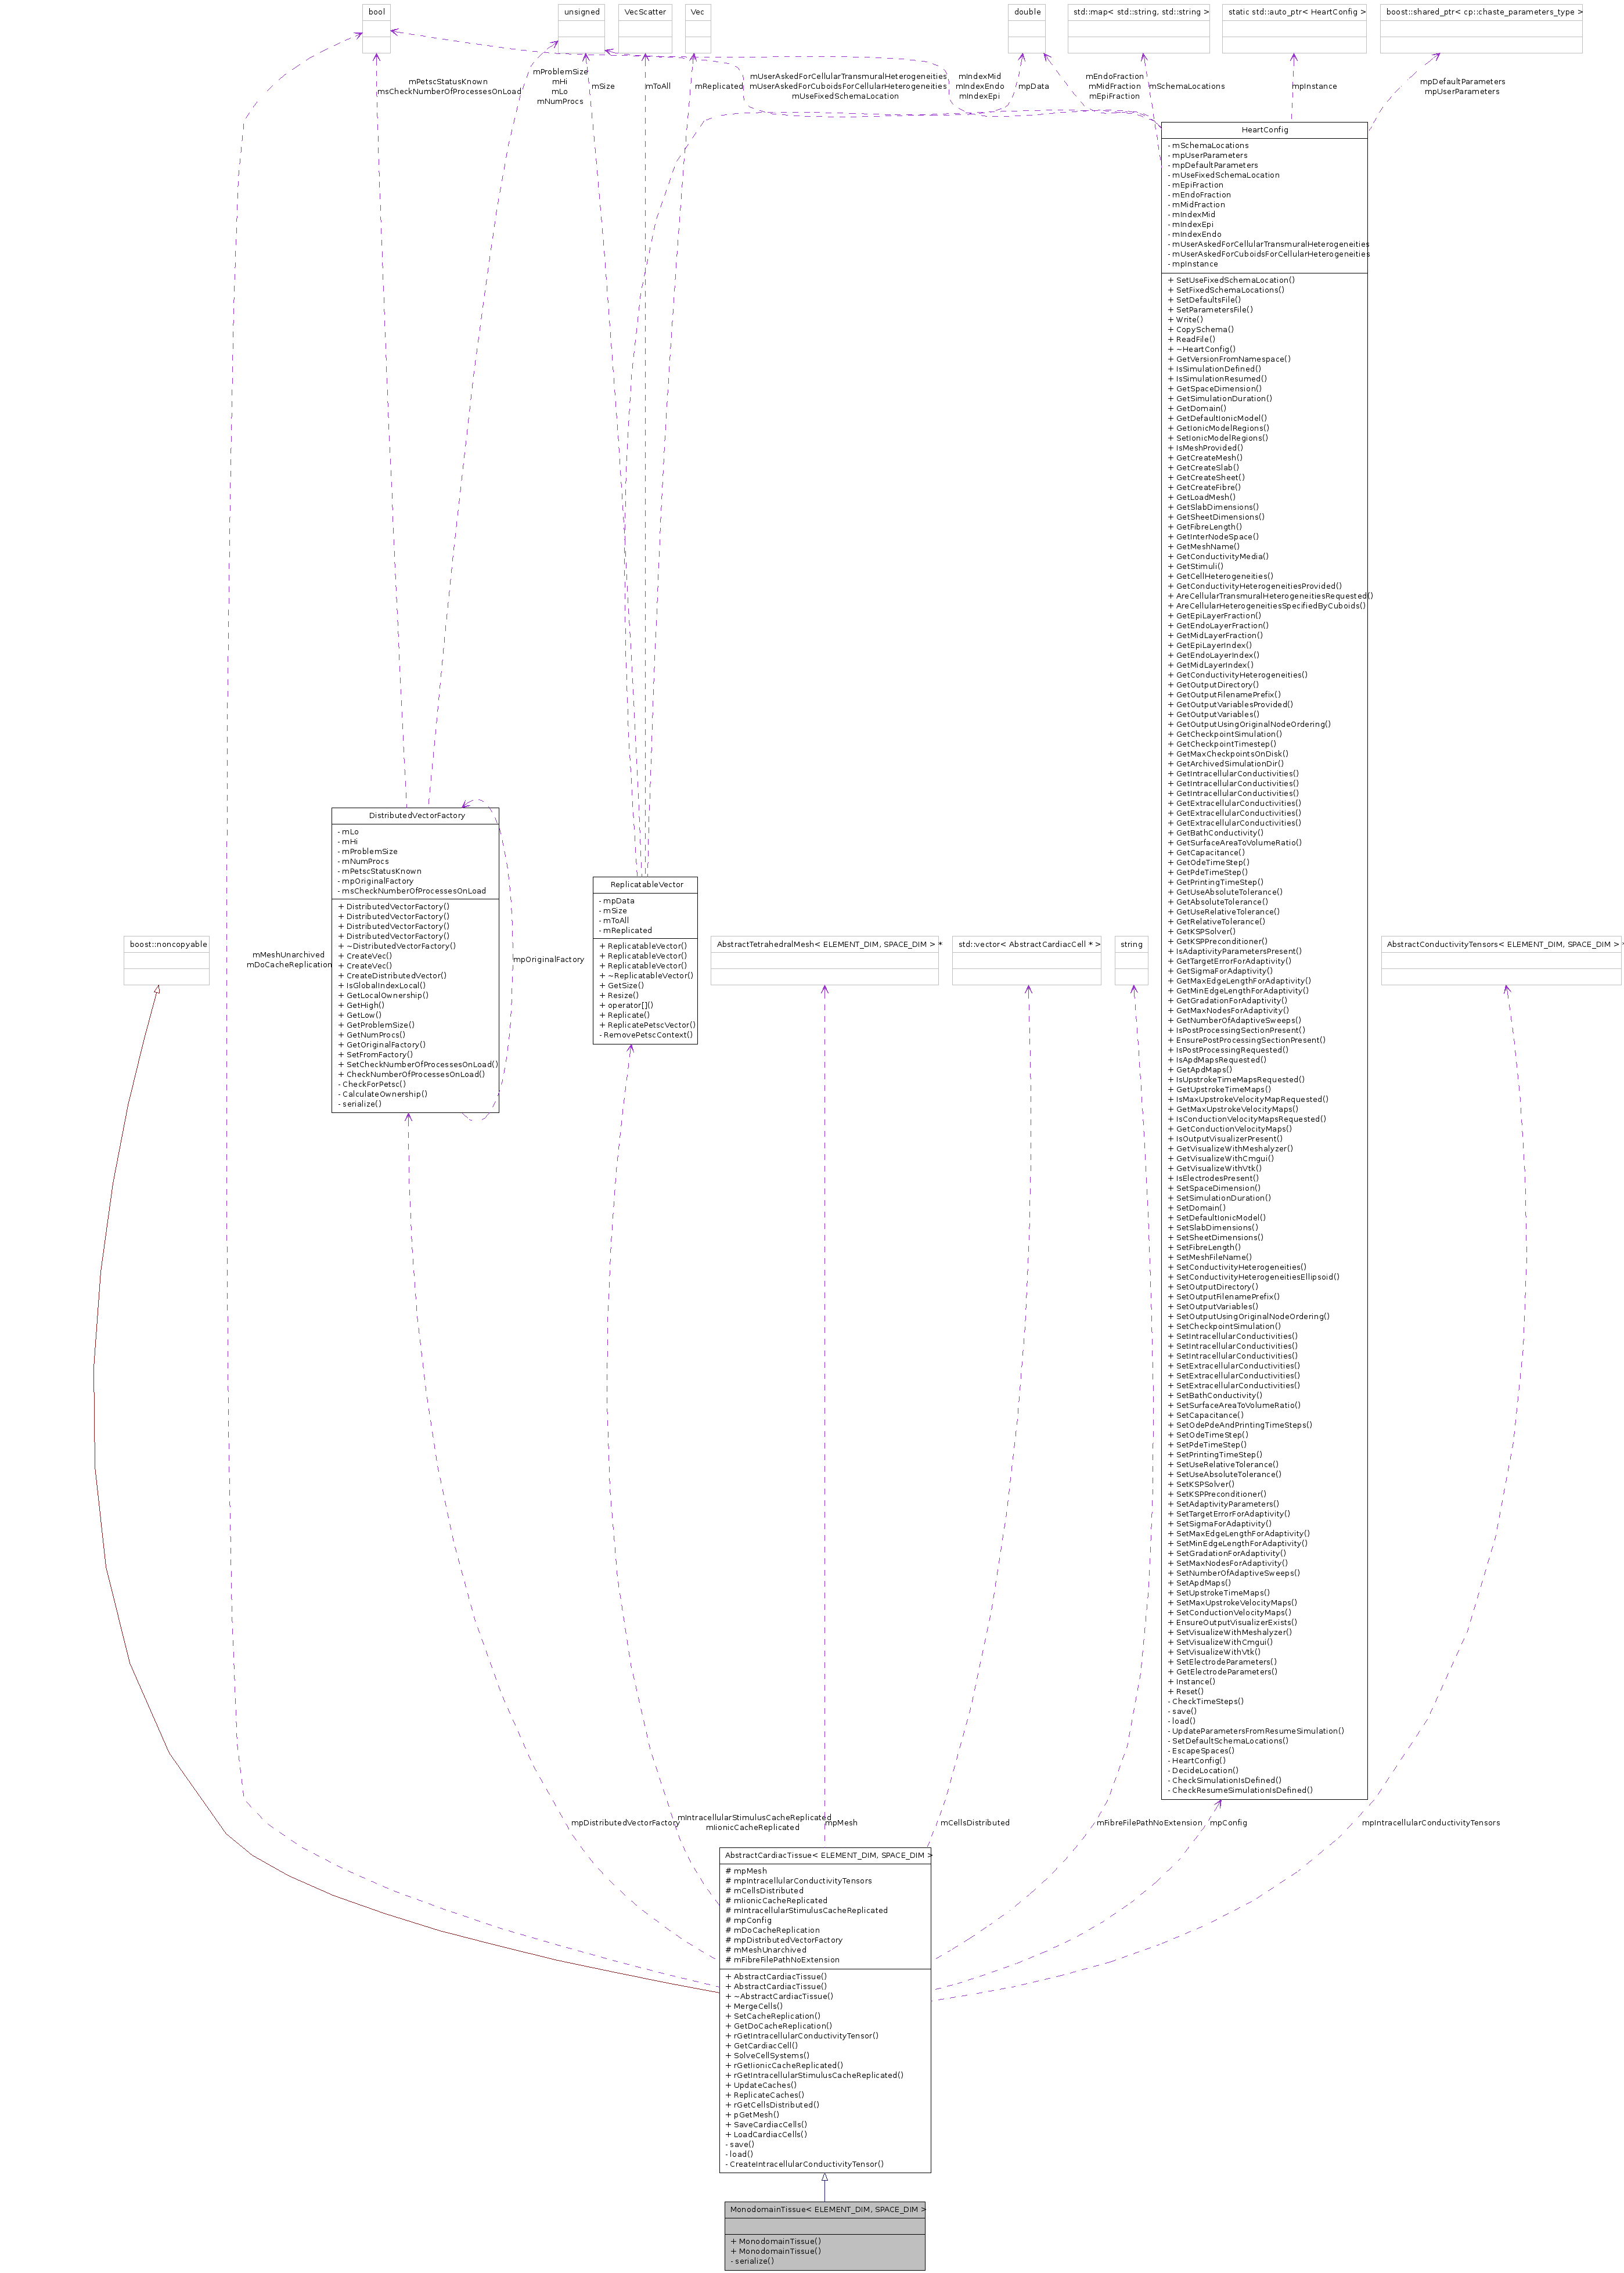 bool
unsigned
VecScatter
Vec
double
std::map< std::string, std::string >
static std::auto_ptr< HeartConfig >
boost::shared_ptr< cp::chaste_parameters_type >
mPetscStatusKnown
msCheckNumberOfProcessesOnLoad
mProblemSize
mHi
mLo
mNumProcs
mSize
mToAll
mReplicated
mUserAskedForCellularTransmuralHeterogeneities
mUserAskedForCuboidsForCellularHeterogeneities
mUseFixedSchemaLocation
mIndexMid
mIndexEndo
mIndexEpi
mpData
mEndoFraction
mMidFraction
mEpiFraction
mSchemaLocations
mpInstance
mpDefaultParameters
mpUserParameters
HeartConfig
- mSchemaLocations
- mpUserParameters
- mpDefaultParameters
- mUseFixedSchemaLocation
- mEpiFraction
- mEndoFraction
- mMidFraction
- mIndexMid
- mIndexEpi
- mIndexEndo
- mUserAskedForCellularTransmuralHeterogeneities
- mUserAskedForCuboidsForCellularHeterogeneities
- mpInstance
+ SetUseFixedSchemaLocation()
+ SetFixedSchemaLocations()
+ SetDefaultsFile()
+ SetParametersFile()
+ Write()
+ CopySchema()
+ ReadFile()
+ ~HeartConfig()
+ GetVersionFromNamespace()
+ IsSimulationDefined()
+ IsSimulationResumed()
+ GetSpaceDimension()
+ GetSimulationDuration()
+ GetDomain()
+ GetDefaultIonicModel()
+ GetIonicModelRegions()
+ SetIonicModelRegions()
+ IsMeshProvided()
+ GetCreateMesh()
+ GetCreateSlab()
+ GetCreateSheet()
+ GetCreateFibre()
+ GetLoadMesh()
+ GetSlabDimensions()
+ GetSheetDimensions()
+ GetFibreLength()
+ GetInterNodeSpace()
+ GetMeshName()
+ GetConductivityMedia()
+ GetStimuli()
+ GetCellHeterogeneities()
+ GetConductivityHeterogeneitiesProvided()
+ AreCellularTransmuralHeterogeneitiesRequested()
+ AreCellularHeterogeneitiesSpecifiedByCuboids()
+ GetEpiLayerFraction()
+ GetEndoLayerFraction()
+ GetMidLayerFraction()
+ GetEpiLayerIndex()
+ GetEndoLayerIndex()
+ GetMidLayerIndex()
+ GetConductivityHeterogeneities()
+ GetOutputDirectory()
+ GetOutputFilenamePrefix()
+ GetOutputVariablesProvided()
+ GetOutputVariables()
+ GetOutputUsingOriginalNodeOrdering()
+ GetCheckpointSimulation()
+ GetCheckpointTimestep()
+ GetMaxCheckpointsOnDisk()
+ GetArchivedSimulationDir()
+ GetIntracellularConductivities()
+ GetIntracellularConductivities()
+ GetIntracellularConductivities()
+ GetExtracellularConductivities()
+ GetExtracellularConductivities()
+ GetExtracellularConductivities()
+ GetBathConductivity()
+ GetSurfaceAreaToVolumeRatio()
+ GetCapacitance()
+ GetOdeTimeStep()
+ GetPdeTimeStep()
+ GetPrintingTimeStep()
+ GetUseAbsoluteTolerance()
+ GetAbsoluteTolerance()
+ GetUseRelativeTolerance()
+ GetRelativeTolerance()
+ GetKSPSolver()
+ GetKSPPreconditioner()
+ IsAdaptivityParametersPresent()
+ GetTargetErrorForAdaptivity()
+ GetSigmaForAdaptivity()
+ GetMaxEdgeLengthForAdaptivity()
+ GetMinEdgeLengthForAdaptivity()
+ GetGradationForAdaptivity()
+ GetMaxNodesForAdaptivity()
+ GetNumberOfAdaptiveSweeps()
+ IsPostProcessingSectionPresent()
+ EnsurePostProcessingSectionPresent()
+ IsPostProcessingRequested()
+ IsApdMapsRequested()
+ GetApdMaps()
+ IsUpstrokeTimeMapsRequested()
+ GetUpstrokeTimeMaps()
+ IsMaxUpstrokeVelocityMapRequested()
+ GetMaxUpstrokeVelocityMaps()
+ IsConductionVelocityMapsRequested()
+ GetConductionVelocityMaps()
+ IsOutputVisualizerPresent()
+ GetVisualizeWithMeshalyzer()
+ GetVisualizeWithCmgui()
+ GetVisualizeWithVtk()
+ IsElectrodesPresent()
+ SetSpaceDimension()
+ SetSimulationDuration()
+ SetDomain()
+ SetDefaultIonicModel()
+ SetSlabDimensions()
+ SetSheetDimensions()
+ SetFibreLength()
+ SetMeshFileName()
+ SetConductivityHeterogeneities()
+ SetConductivityHeterogeneitiesEllipsoid()
+ SetOutputDirectory()
+ SetOutputFilenamePrefix()
+ SetOutputVariables()
+ SetOutputUsingOriginalNodeOrdering()
+ SetCheckpointSimulation()
+ SetIntracellularConductivities()
+ SetIntracellularConductivities()
+ SetIntracellularConductivities()
+ SetExtracellularConductivities()
+ SetExtracellularConductivities()
+ SetExtracellularConductivities()
+ SetBathConductivity()
+ SetSurfaceAreaToVolumeRatio()
+ SetCapacitance()
+ SetOdePdeAndPrintingTimeSteps()
+ SetOdeTimeStep()
+ SetPdeTimeStep()
+ SetPrintingTimeStep()
+ SetUseRelativeTolerance()
+ SetUseAbsoluteTolerance()
+ SetKSPSolver()
+ SetKSPPreconditioner()
+ SetAdaptivityParameters()
+ SetTargetErrorForAdaptivity()
+ SetSigmaForAdaptivity()
+ SetMaxEdgeLengthForAdaptivity()
+ SetMinEdgeLengthForAdaptivity()
+ SetGradationForAdaptivity()
+ SetMaxNodesForAdaptivity()
+ SetNumberOfAdaptiveSweeps()
+ SetApdMaps()
+ SetUpstrokeTimeMaps()
+ SetMaxUpstrokeVelocityMaps()
+ SetConductionVelocityMaps()
+ EnsureOutputVisualizerExists()
+ SetVisualizeWithMeshalyzer()
+ SetVisualizeWithCmgui()
+ SetVisualizeWithVtk()
+ SetElectrodeParameters()
+ GetElectrodeParameters()
+ Instance()
+ Reset()
- CheckTimeSteps()
- save()
- load()
- UpdateParametersFromResumeSimulation()
- SetDefaultSchemaLocations()
- EscapeSpaces()
- HeartConfig()
- DecideLocation()
- CheckSimulationIsDefined()
- CheckResumeSimulationIsDefined()
DistributedVectorFactory
- mLo
- mHi
- mProblemSize
- mNumProcs
- mPetscStatusKnown
- mpOriginalFactory
- msCheckNumberOfProcessesOnLoad
+ DistributedVectorFactory()
+ DistributedVectorFactory()
+ DistributedVectorFactory()
+ DistributedVectorFactory()
+ ~DistributedVectorFactory()
+ CreateVec()
+ CreateVec()
+ CreateDistributedVector()
+ IsGlobalIndexLocal()
+ GetLocalOwnership()
+ GetHigh()
+ GetLow()
+ GetProblemSize()
+ GetNumProcs()
+ GetOriginalFactory()
+ SetFromFactory()
+ SetCheckNumberOfProcessesOnLoad()
+ CheckNumberOfProcessesOnLoad()
- CheckForPetsc()
- CalculateOwnership()
- serialize()
mpOriginalFactory
ReplicatableVector
- mpData
- mSize
- mToAll
- mReplicated
+ ReplicatableVector()
+ ReplicatableVector()
+ ReplicatableVector()
+ ~ReplicatableVector()
+ GetSize()
+ Resize()
+ operator[]()
+ Replicate()
+ ReplicatePetscVector()
- RemovePetscContext()
boost::noncopyable
mMeshUnarchived
mDoCacheReplication
AbstractTetrahedralMesh< ELEMENT_DIM, SPACE_DIM > *
std::vector< AbstractCardiacCell * >
string
AbstractConductivityTensors< ELEMENT_DIM, SPACE_DIM > *
mpDistributedVectorFactory
mIntracellularStimulusCacheReplicated
mIionicCacheReplicated
mpMesh
mCellsDistributed
mFibreFilePathNoExtension
mpConfig
mpIntracellularConductivityTensors
AbstractCardiacTissue< ELEMENT_DIM, SPACE_DIM >
# mpMesh
# mpIntracellularConductivityTensors
# mCellsDistributed
# mIionicCacheReplicated
# mIntracellularStimulusCacheReplicated
# mpConfig
# mDoCacheReplication
# mpDistributedVectorFactory
# mMeshUnarchived
# mFibreFilePathNoExtension
+ AbstractCardiacTissue()
+ AbstractCardiacTissue()
+ ~AbstractCardiacTissue()
+ MergeCells()
+ SetCacheReplication()
+ GetDoCacheReplication()
+ rGetIntracellularConductivityTensor()
+ GetCardiacCell()
+ SolveCellSystems()
+ rGetIionicCacheReplicated()
+ rGetIntracellularStimulusCacheReplicated()
+ UpdateCaches()
+ ReplicateCaches()
+ rGetCellsDistributed()
+ pGetMesh()
+ SaveCardiacCells()
+ LoadCardiacCells()
- save()
- load()
- CreateIntracellularConductivityTensor()
MonodomainTissue< ELEMENT_DIM, SPACE_DIM >
+ MonodomainTissue()
+ MonodomainTissue()
- serialize()